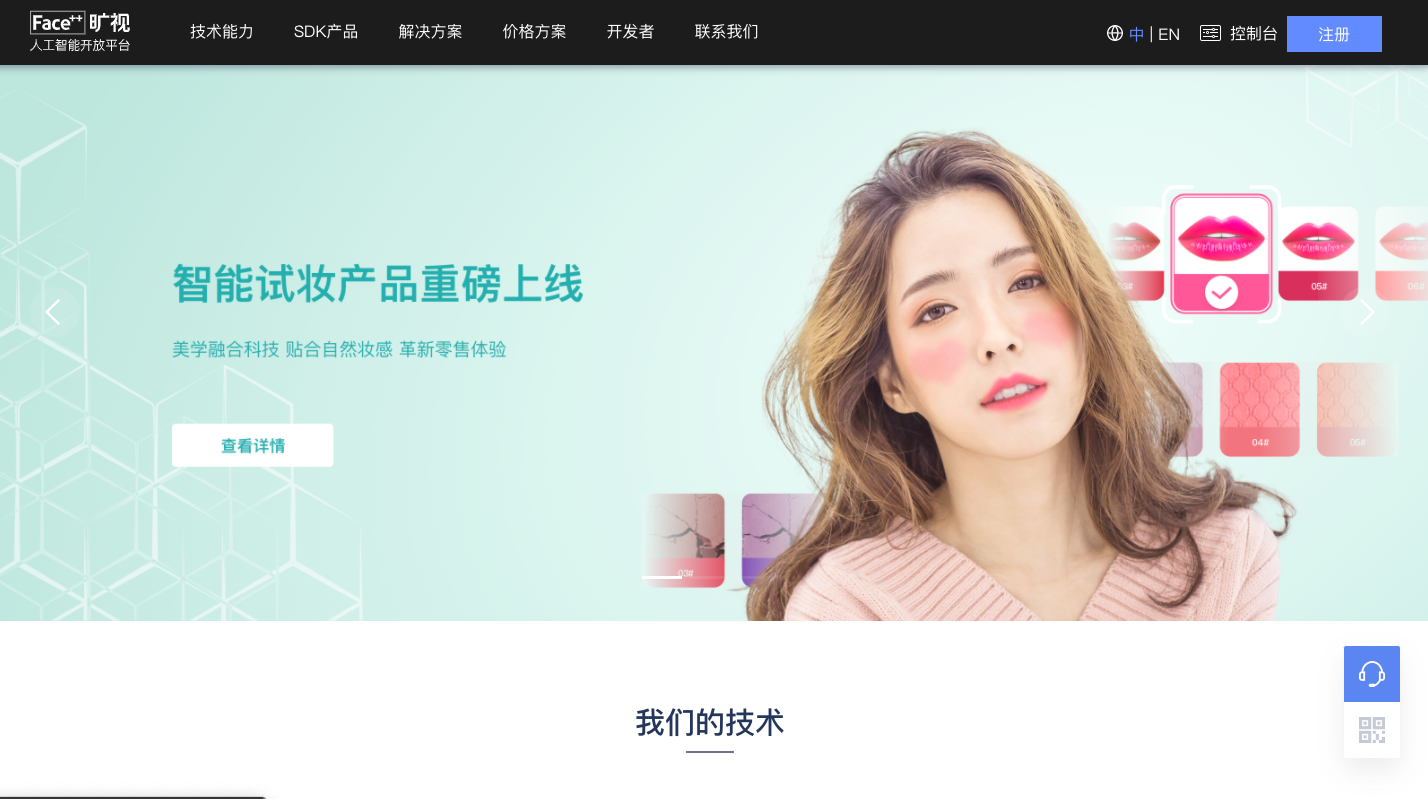 Face++ 旷视
人工智能开放平台
技术能力 SDK产品 解决方案 价格方案 开发者 联系我们
中 | EN 控制台 注册
智能试妆产品重磅上线
美学融合科技 贴合自然妆感 革新零售体验
查看详情
03# 05# 06#
04# 05#
03#
我们的技术